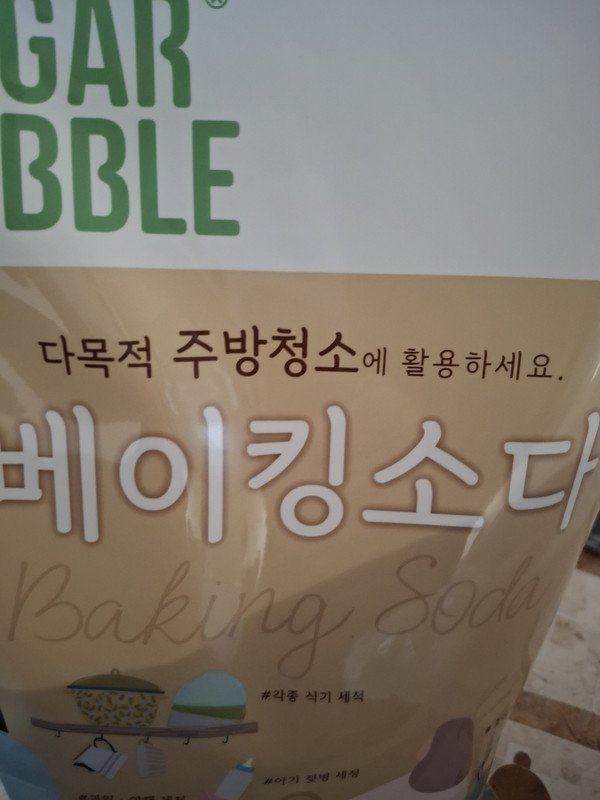 GAR®
BBLE
다목적 주방청소에 활용하세요.
베이킹소다
Baking Soda
#각종 식기 세척
#아기 젖병 세정